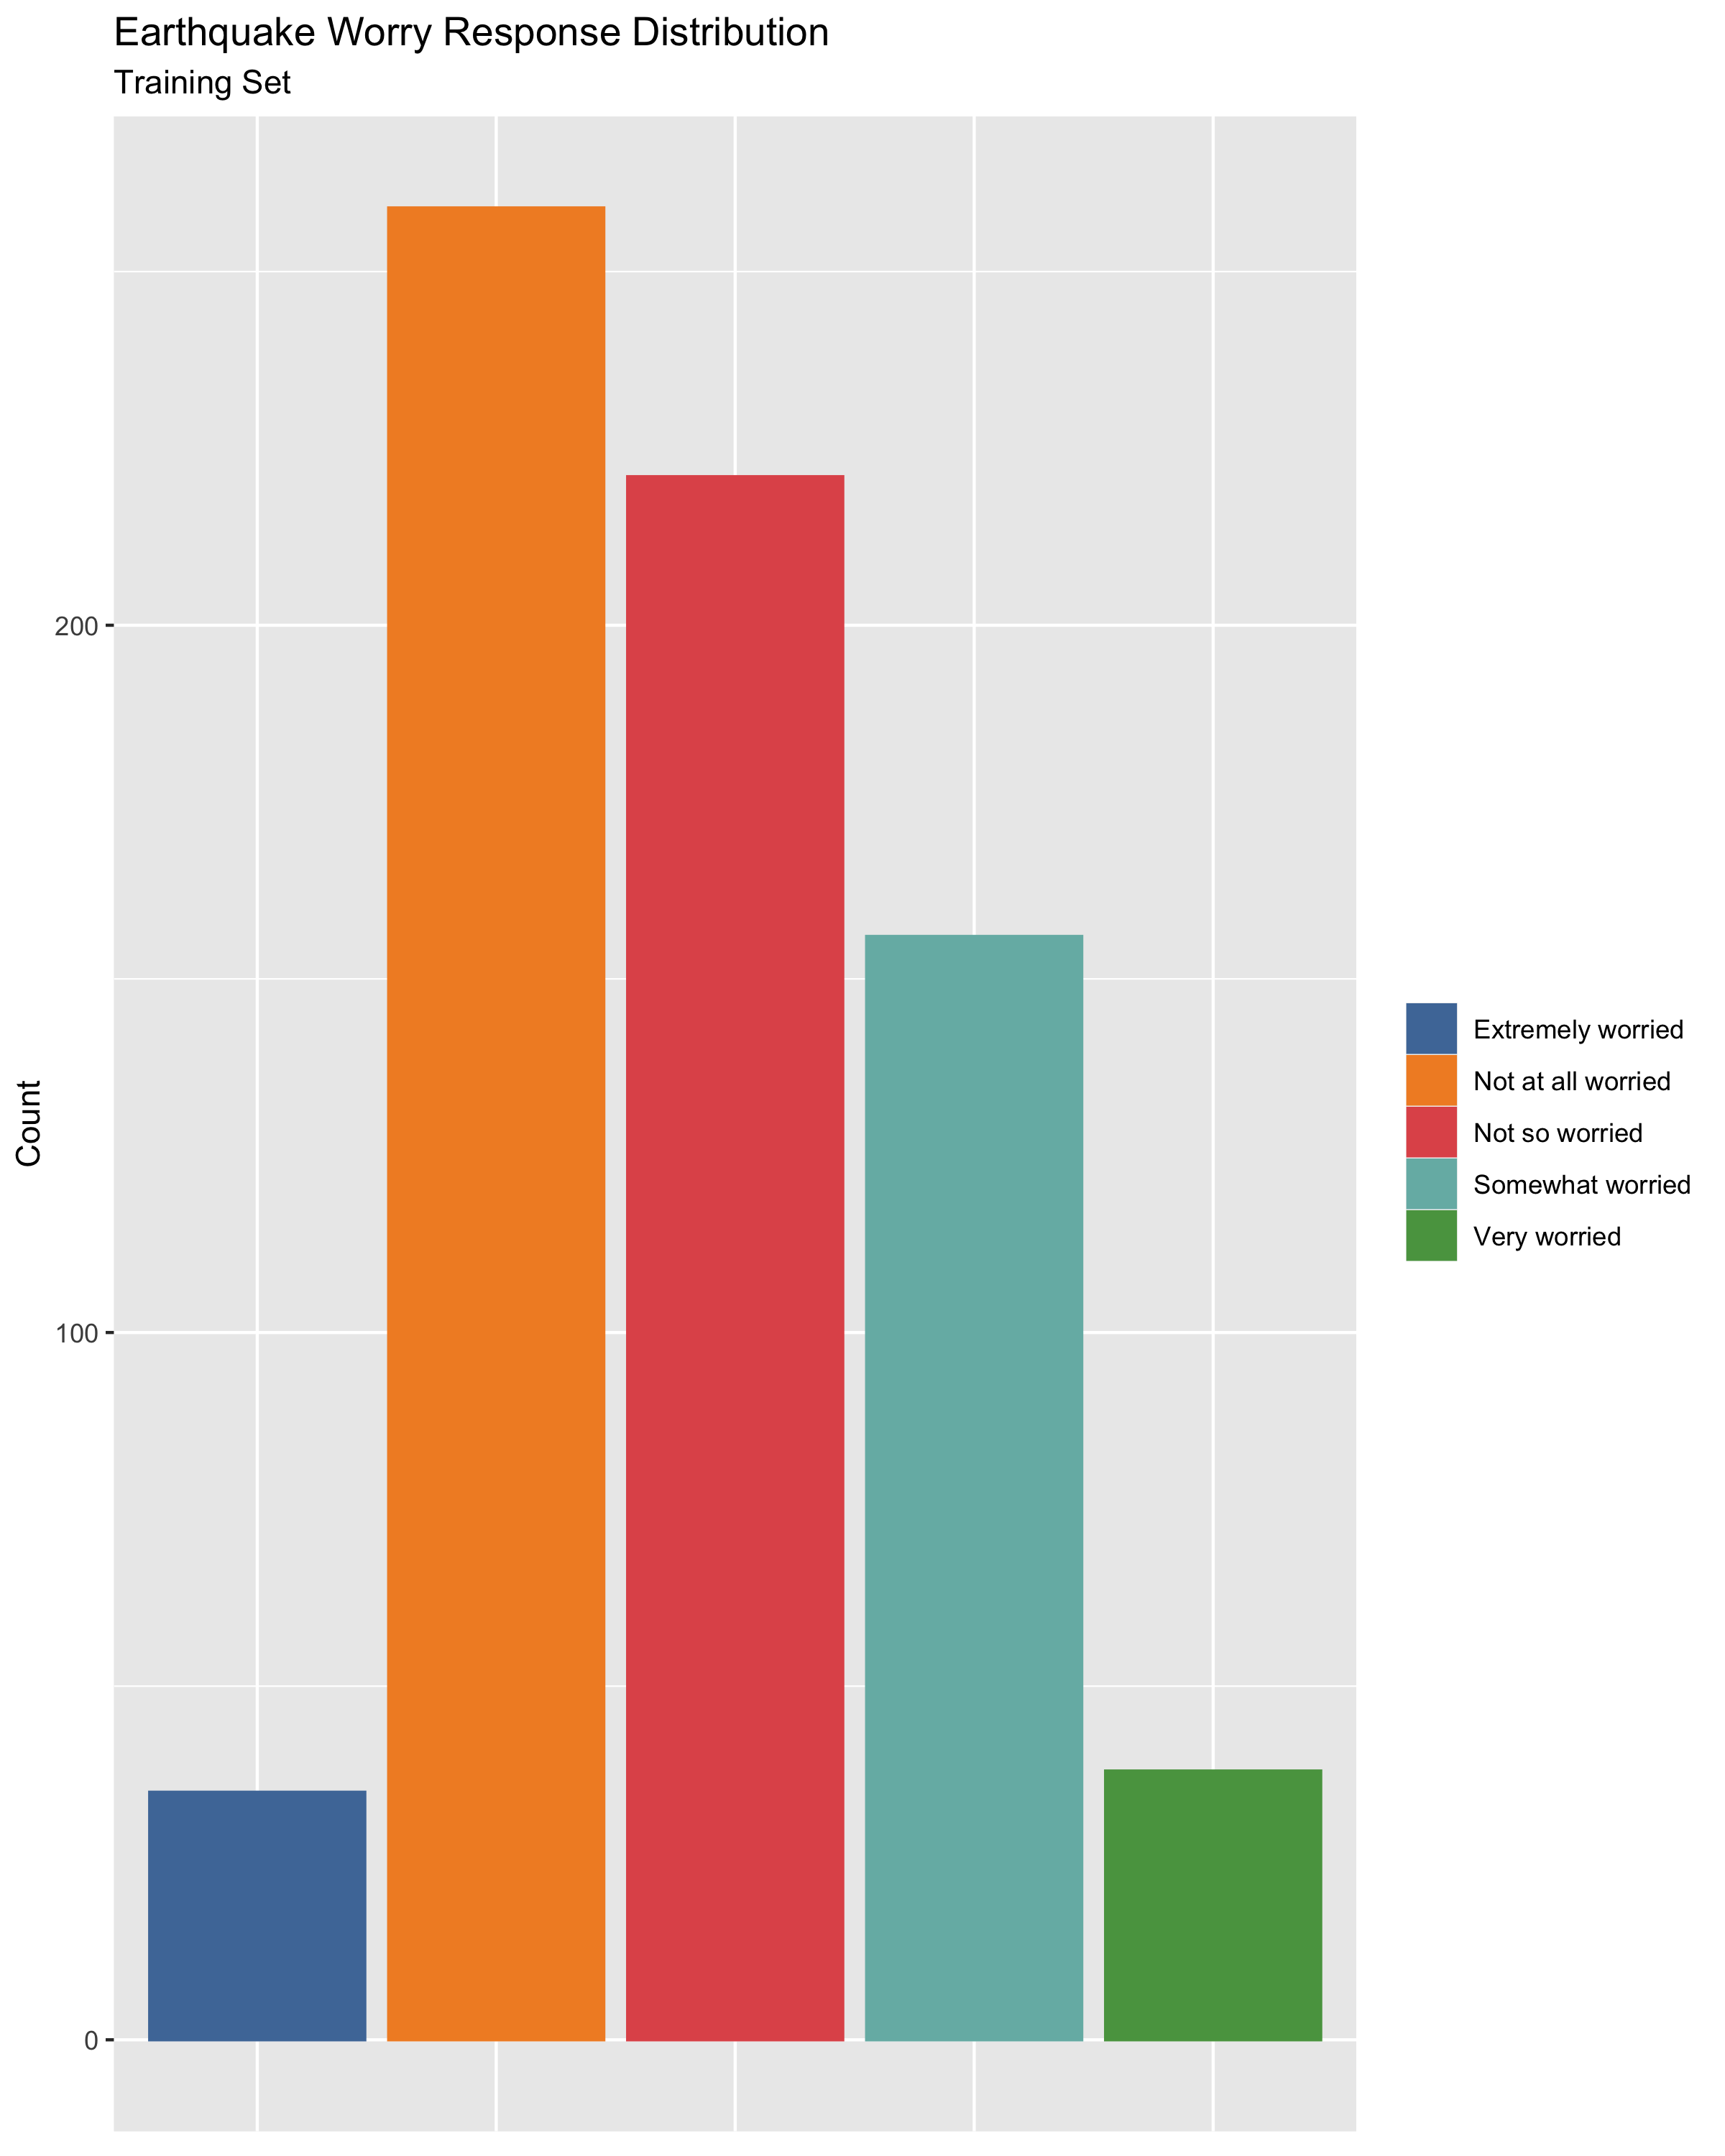 Earthquake Worry Response Distribution
Training Set
Count
200
100
0
Extremely worried
Not at all worried
Not so worried
Somewhat worried
Very worried